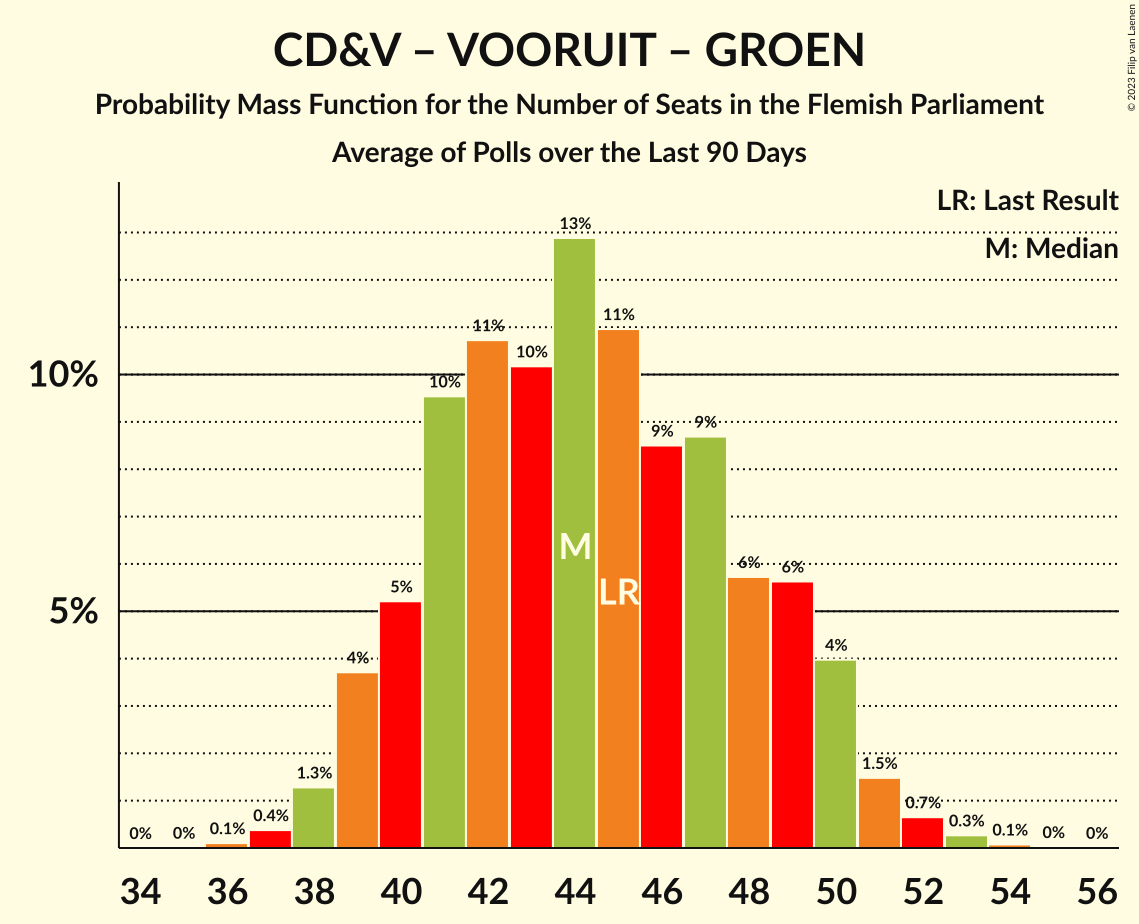 CD&V – VOORUIT – GROEN
Probability Mass Function for the Number of Seats in the Flemish Parliament
Average of Polls over the Last 90 Days
© 2023 Filip van Laenen
LR: Last Result
M: Median
10%
5%
0% 0% 0.1% 0.4% 1.3% 4% 5% 10% 11% 10% 13% 11% 9% 9% 6% 6% 4% 1.5% 0.7% 0.3% 0.1% 0% 0%
M
LR
34 36 38 40 42 44 46 48 50 52 54 56